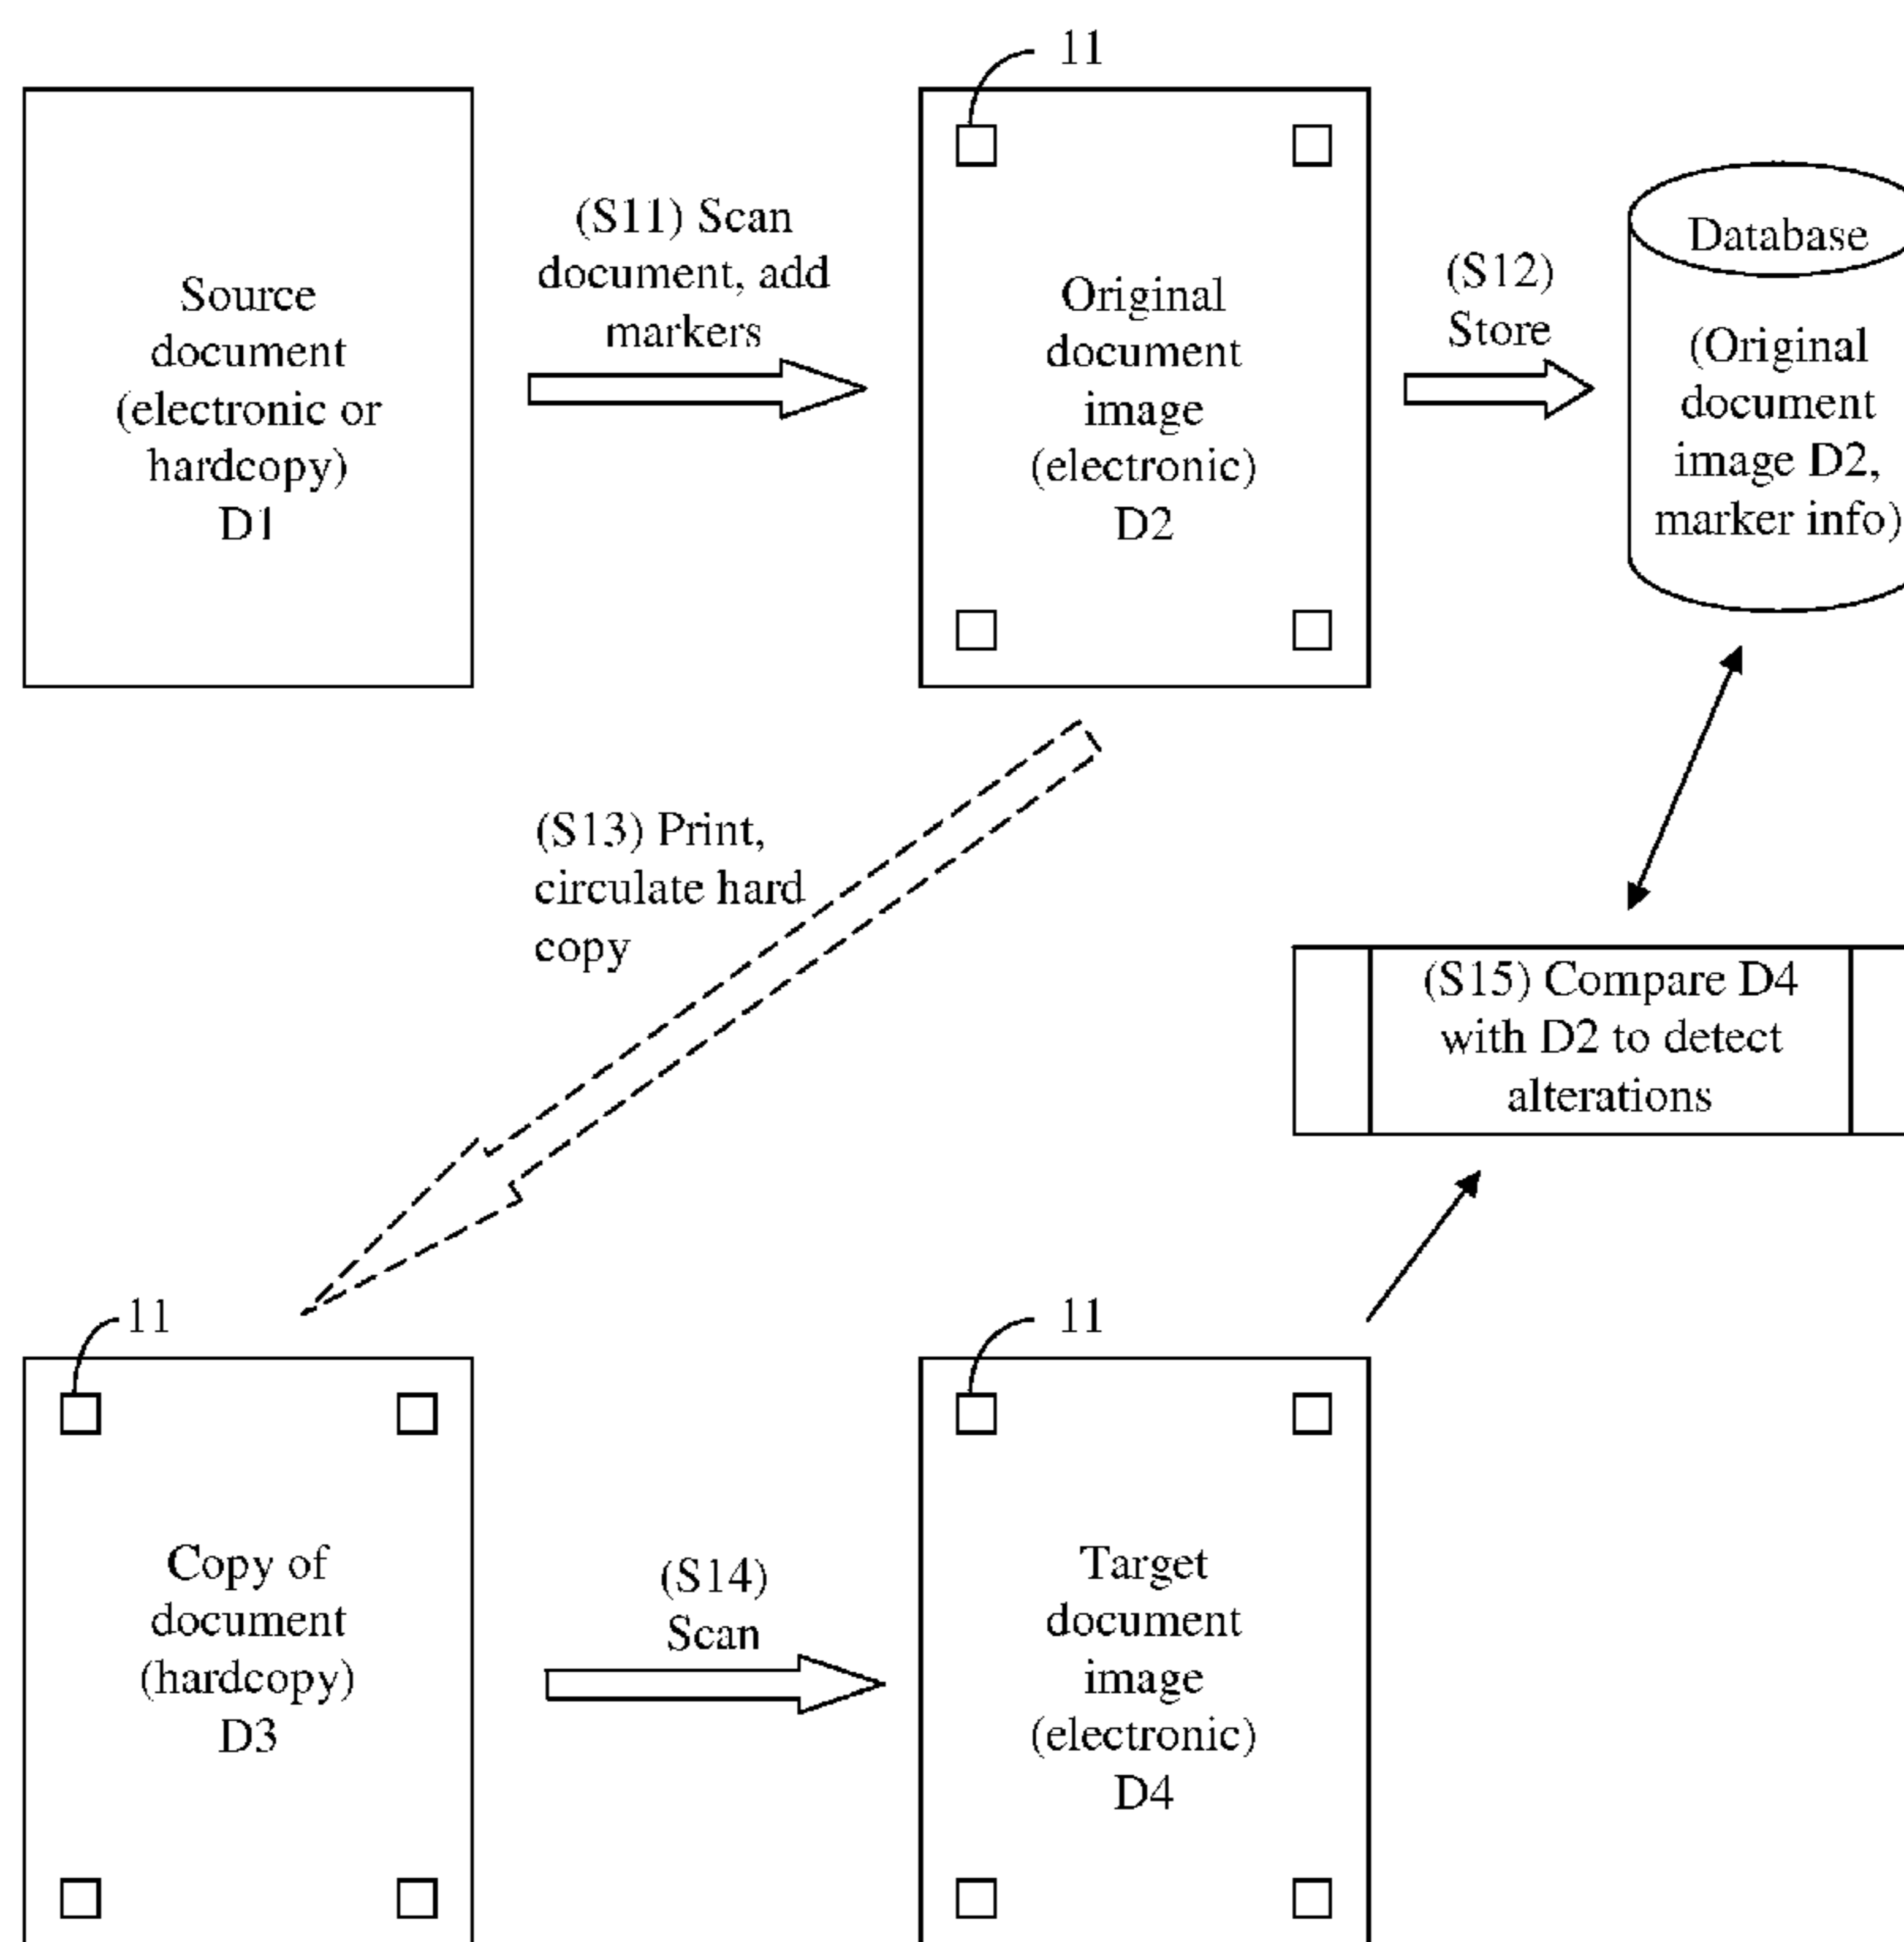 11
Source
document
(electronic or
hardcopy)
D1
(S11) Scan
document, add
markers
Original
document
image
(electronic)
D2
(S12)
Store
Database
(Original
document
image D2,
marker info)
(S13) Print,
circulate hard
copy
(S15) Compare D4
with D2 to detect
alterations
11
Copy of
document
(hardcopy)
D3
(S14)
Scan
11
Target
document
image
(electronic)
D4